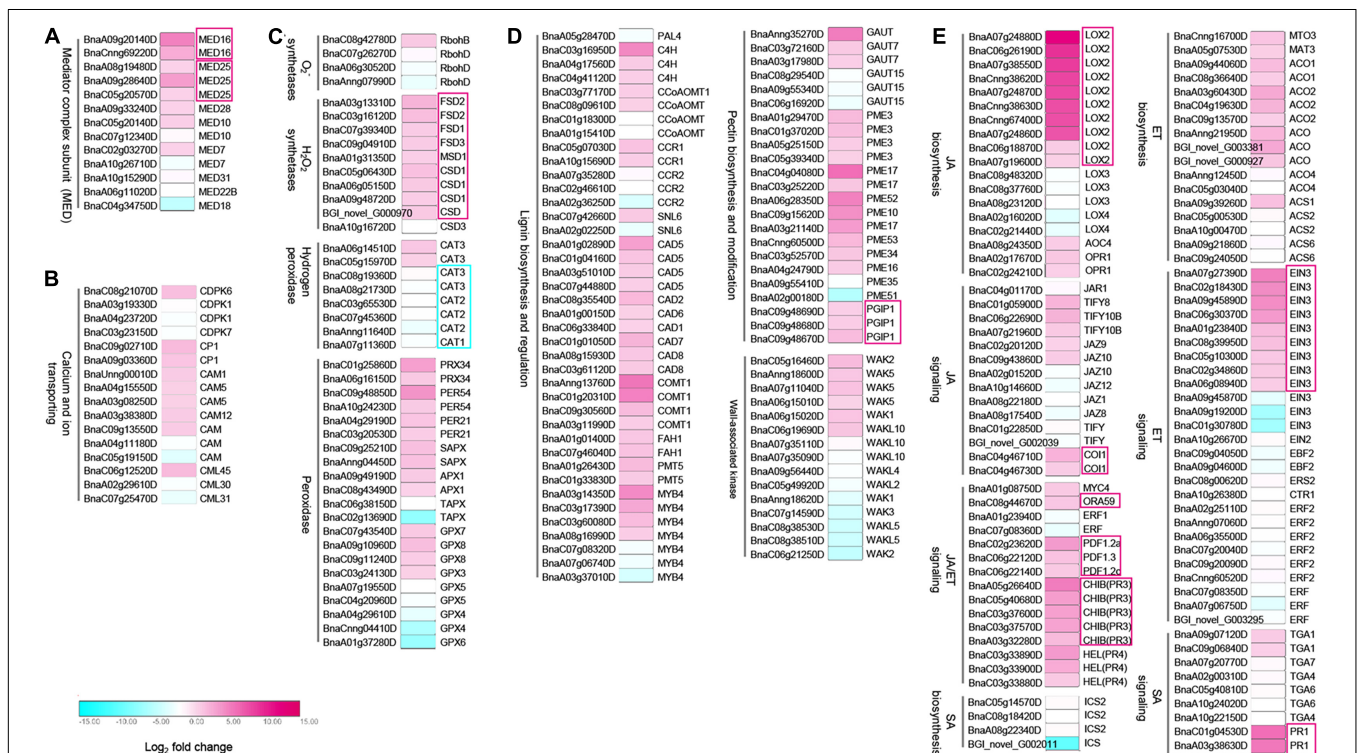 A
Mediator complex subunit (MED)
BnaA09g20140D MED16
BnaCnng69220D MED16
BnaC08g19480D MED25
BnaA09g28640D MED25
BnaC05g20570D MED25
BnaA09g33240D MED28
BnaC05g20140D MED10
BnaA07g12340D MED10
BnaC02g03270D MED7
BnaA10g26710D MED7
BnaA10g15290D MED31
BnaA06g11020D MED22B
BnaC04g34750D MED18
B
Calcium and ion transporting
BnaC08g21070D CDPK6
BnaA03g19330D CDPK1
BnaA04g23720D CDPK1
BnaC03g23150D CDPK7
BnaC09g02710D CP1
BnaA09g03360D CP1
BnaUnng00010D CAM1
BnaA04g15550D CAM5
BnaA03g08250D CAM5
BnaA03g38380D CAM12
BnaC09g13550D CAM
BnaA04g11180D CAM
BnaA05g19150D CAM
BnaC06g12520D CML45
BnaA02g29610D CML30
BnaC07g25470D CML31
-15.00 -5.00 0.00 5.00 10.00 15.00
Log2 fold change
C
O2- synthetases
BnaC08g42780D RbohB
BnaC07g26270D RbohD
BnaA06g30520D RbohD
BnaAnng07990D RbohD
H2O2 synthetases
BnaA03g13310D FSD2
BnaC03g16120D FSD2
BnaC07g39340D FSD1
BnaC09g04910D FSD3
BnaA01g31350D MSD1
BnaC05g06430D CSD1
BnaA06g05150D CSD1
BnaA09g48720D CSD1
BGI_novel_G000970 CSD
BnaA10g16720D CSD3
Hydrogen peroxidase
BnaA06g14510D CAT3
BnaC05g15970D CAT3
BnaC08g19360D CAT3
BnaA08g21730D CAT3
BnaC03g65530D CAT2
BnaC07g45360D CAT2
BnaAnng11640D CAT2
BnaA07g11360D CAT1
Peroxidase
BnaC01g25860D PRX34
BnaA06g16150D PRX34
BnaC09g48850D PER54
BnaA10g24230D PER54
BnaA04g29190D PER21
BnaC03g20530D PER21
BnaC09g25210D SAPX
BnaAnng04450D SAPX
BnaA09g49190D APX1
BnaC08g43490D APX1
BnaC06g38150D TAPX
BnaC02g13690D TAPX
BnaC07g43540D GPX7
BnaA09g10960D GPX8
BnaC09g11240D GPX8
BnaC03g24130D GPX3
BnaA07g19550D GPX5
BnaC04g20960D GPX5
BnaA04g29610D GPX4
BnaCnng04410D GPX4
BnaA01g37280D GPX6
D
Lignin biosynthesis and regulation
BnaA05g28470D PAL4
BnaC03g16950D C4H
BnaA04g17560D C4H
BnaC04g41120D C4H
BnaC03g77170D CCoAOMT1
BnaC08g09610D CCoAOMT
BnaC01g18300D CCoAOMT
BnaA01g15410D CCoAOMT
BnaC05g07030D CCR1
BnaA10g15690D CCR1
BnaA07g35280D CCR2
BnaC02g46610D CCR2
BnaA02g36250D CCR2
BnaC07g42660D SNL6
BnaA02g02250D SNL6
BnaA01g02890D CAD5
BnaC01g04160D CAD5
BnaA03g51010D CAD5
BnaC07g44880D CAD5
BnaC08g35540D CAD2
BnaA01g00150D CAD6
BnaC06g33840D CAD1
BnaC01g01050D CAD7
BnaA08g15930D CAD8
BnaC03g61120D CAD8
BnaAnng13760D COMT1
BnaC01g20310D COMT1
BnaC09g30560D COMT1
BnaA03g11990D COMT1
BnaA01g01400D FAH1
BnaC07g46040D FAH1
BnaA01g26430D PMT5
BnaC01g33830D PMT5
BnaA03g14350D MYB4
BnaC03g17390D MYB4
BnaC03g60080D MYB4
BnaA08g16990D MYB4
BnaC07g08320D MYB4
BnaA07g06740D MYB4
BnaA03g37010D MYB4
Pectin biosynthesis and modification
BnaAnng35270D GAUT
BnaC03g72160D GAUT7
BnaA03g17980D GAUT7
BnaC08g29540D GAUT15
BnaA09g55340D GAUT15
BnaC06g16920D GAUT15
BnaA01g29470D PME3
BnaC01g37020D PME3
BnaA05g25150D PME3
BnaC05g39340D PME3
BnaC04g04080D PME17
BnaC03g25220D PME17
BnaA06g28350D PME52
BnaC09g15620D PME10
BnaA03g21140D PME17
BnaCnng60500D PME53
BnaC03g52570D PME34
BnaA04g24790D PME16
BnaA09g55410D PME35
BnaA02g00180D PME51
BnaC09g48690D PGIP1
BnaC09g48680D PGIP1
BnaC09g48670D PGIP1
Wall-associated kinase
BnaC05g16460D WAK2
BnaAnng18600D WAK5
BnaA07g11040D WAK5
BnaA06g15010D WAK5
BnaA06g15020D WAK1
BnaC06g19690D WAKL10
BnaA07g35110D WAKL10
BnaA07g35090D WAKL10
BnaA09g56440D WAKL4
BnaC05g49920D WAKL2
BnaAnng18620D WAK1
BnaC07g14590D WAK3
BnaC08g38530D WAKL5
BnaC08g38510D WAKL5
BnaC06g21250D WAK2
E
JA biosynthesis
BnaA07g24880D LOX2
BnaC06g26190D LOX2
BnaA07g38550D LOX2
BnaCnng38620D LOX2
BnaA07g24870D LOX2
BnaCnng38630D LOX2
BnaCnng67400D LOX2
BnaA07g24860D LOX2
BnaC06g18870D LOX2
BnaA07g19600D LOX2
BnaC08g48320D LOX3
BnaC08g37760D LOX3
BnaA08g23120D LOX3
BnaA02g16020D LOX4
BnaC02g21440D LOX4
BnaA08g24350D AOC4
BnaA02g17670D OPR1
BnaC02g24210D OPR1
JA signaling
BnaC04g01170D JAR1
BnaC01g05900D TIFY8
BnaC06g22690D TIFY10B
BnaA07g21960D TIFY10B
BnaC02g20120D JAZ9
BnaC09g43860D JAZ10
BnaA02g01520D JAZ10
BnaA10g14660D JAZ12
BnaA08g22180D JAZ1
BnaA08g17540D JAZ8
BnaC01g22850D TIFY
BGI_novel_G002039 TIFY
BnaC04g46710D COI1
BnaC04g46730D COI1
JA/ET signaling
BnaA01g08750D MYC4
BnaC08g44670D ORA59
BnaA01g23940D ERF1
BnaC07g08360D ERF
BnaC02g23620D PDF1.2a
BnaC06g22120D PDF1.3
BnaC06g22140D PDF1.2c
BnaA05g26640D CHIB(PR3)
BnaC05g40680D CHIB(PR3)
BnaC03g37600D CHIB(PR3)
BnaC03g37570D CHIB(PR3)
BnaA03g32280D CHIB(PR3)
BnaC03g33890D HEL(PR4)
BnaC03g33900D HEL(PR4)
BnaC03g33880D HEL(PR4)
SA biosynthesis
BnaC05g14570D ICS2
BnaC08g18420D ICS2
BnaA08g22340D ICS2
BGI_novel_G002011 ICS
ET biosynthesis
BnaCnng16700D MTO3
BnaA05g07530D MAT3
BnaA09g44060D ACO1
BnaC08g36640D ACO1
BnaA03g60430D ACO2
BnaC04g19630D ACO2
BnaC09g13570D ACO2
BnaAnng21950D ACO
BGI_novel_G003381 ACO
BGI_novel_G000927 ACO
BnaAnng12450D ACO4
BnaC05g03040D ACO4
BnaA09g39260D ACS1
BnaC05g00530D ACS2
BnaA10g00470D ACS2
BnaA09g21860D ACS6
BnaC09g24050D ACS6
ET signaling
BnaA07g27390D EIN3
BnaC02g18430D EIN3
BnaA09g45890D EIN3
BnaC06g30370D EIN3
BnaA01g23840D EIN3
BnaC08g39950D EIN3
BnaC05g10300D EIN3
BnaC02g34860D EIN3
BnaA06g08940D EIN3
BnaA09g45870D EIN3
BnaA09g19200D EIN3
BnaC01g30780D EIN3
BnaA10g26670D EIN2
BnaC09g04050D EBF2
BnaA09g04600D EBF2
BnaC08g00620D ERS2
BnaA10g26380D CTR1
BnaA02g25110D ERF2
BnaAnng07060D ERF2
BnaA06g35500D ERF2
BnaC07g20040D ERF2
BnaC09g20090D ERF2
BnaCnng60520D ERF2
BnaC07g08350D ERF
BnaA07g06750D ERF
BGI_novel_G003295 ERF
SA signaling
BnaA09g07120D TGA1
BnaC09g06840D TGA1
BnaA07g20770D TGA7
BnaA02g00310D TGA4
BnaC05g40810D TGA6
BnaA10g24020D TGA6
BnaA10g22150D TGA4
BnaC01g04530D PR1
BnaA03g38630D PR1